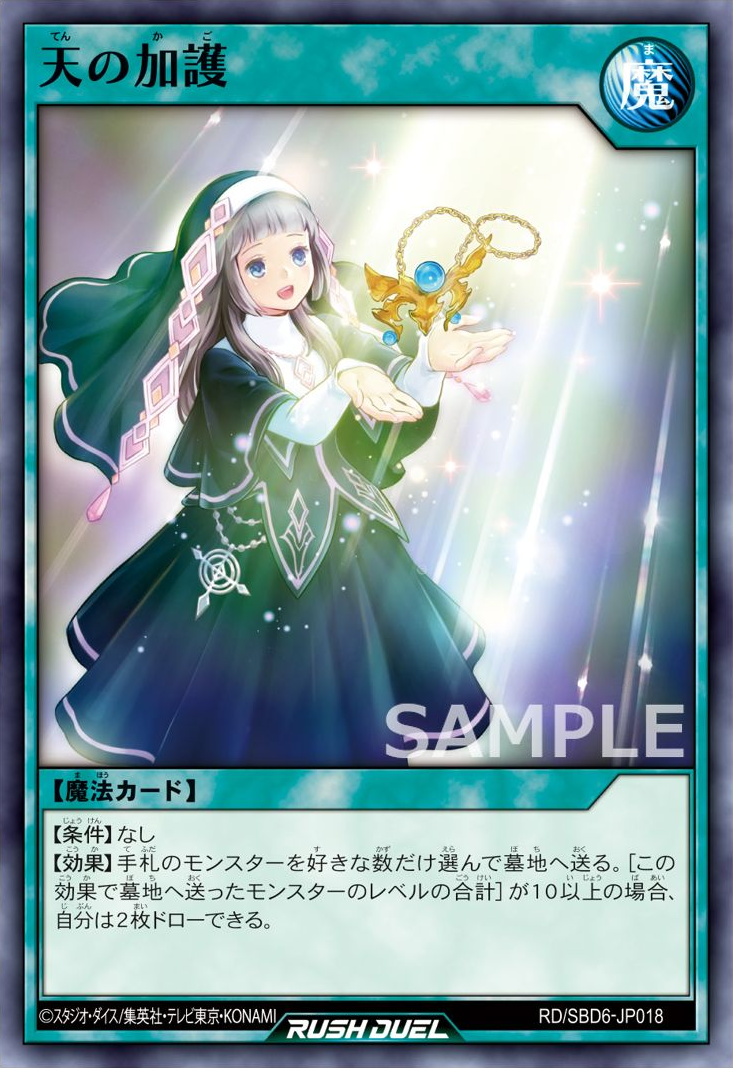 天の加護
魔
SAMPLE
【魔法カード】
【条件】なし
【効果】手札のモンスターを好きな数だけ選んで墓地へ送る。[この
効果で墓地へ送ったモンスターのレベルの合計]が10以上の場合、
自分は2枚ドローできる。
©スタジオ・ダイス/集英社・テレビ東京・KONAMI
RUSH DUEL
RD/SBD6-JP018